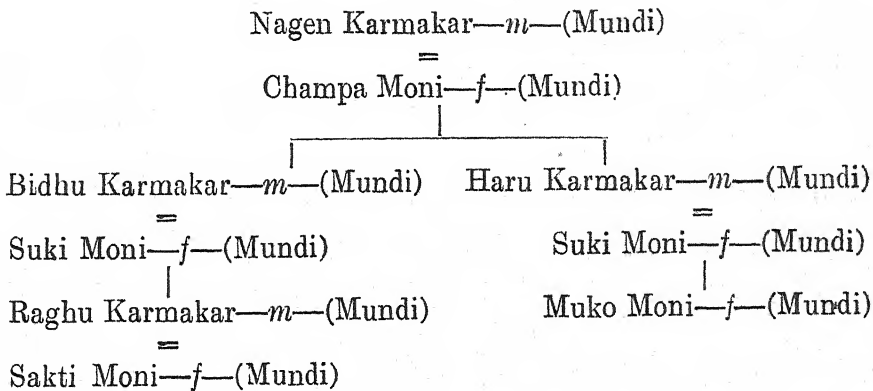 Nagen Karmakar—m—(Mundi)
=
Champa Moni—f—(Mundi)
Bidhu Karmakar—m—(Mundi) Haru Karmakar—m—(Mundi)
= =
Suki Moni—f—(Mundi) Suki Moni—f—(Mundi)
Raghu Karmakar—m—(Mundi) Muko Moni—f—(Mundi)
=
Sakti Moni—f—(Mundi)